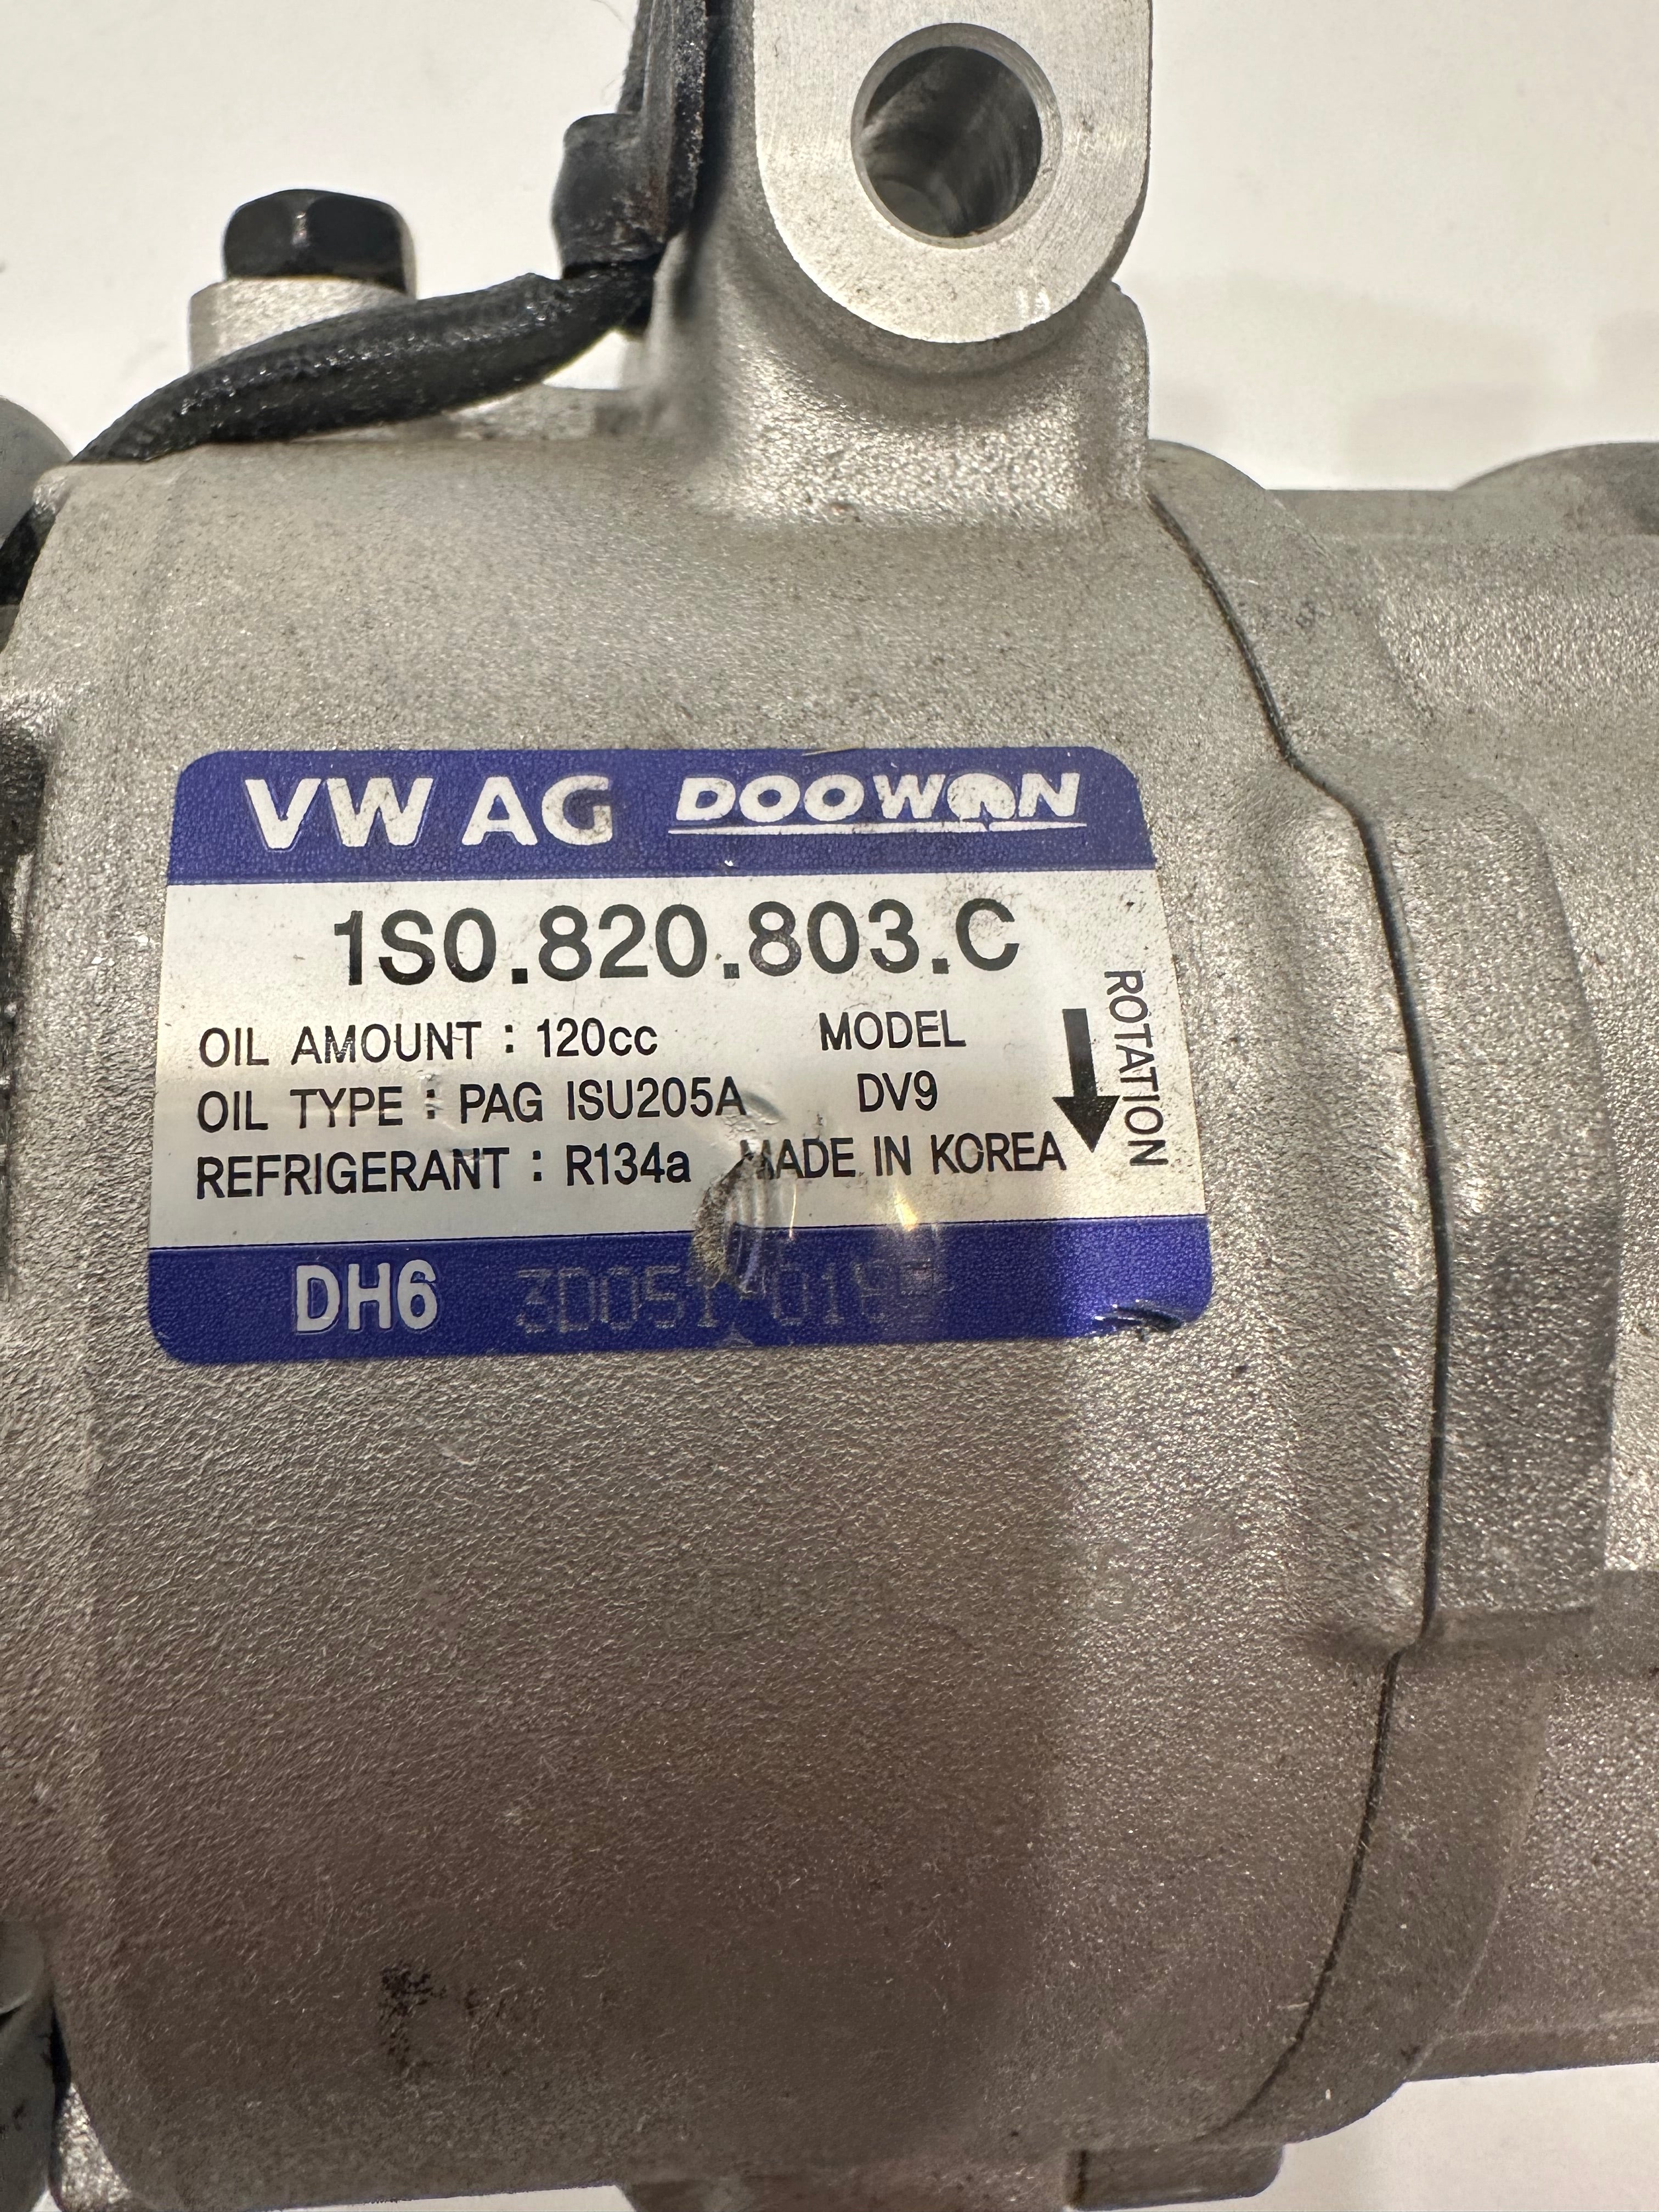 VW AG DOOWON
1S0.820.803.C
OIL AMOUNT : 120cc
MODEL
OIL TYPE : PAG ISU205A
DV9
REFRIGERANT : R134a
MADE IN KOREA
ROTATION
DH6